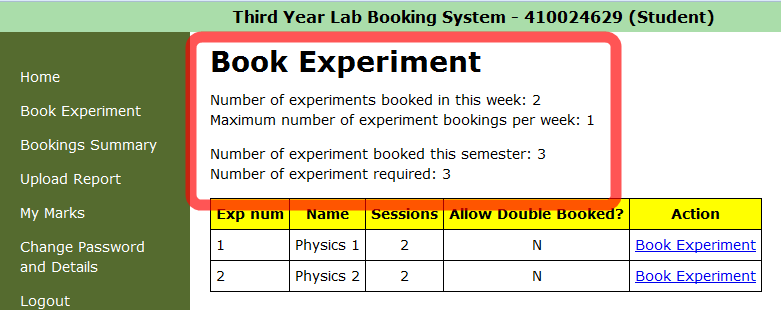 Third Year Lab Booking System - 410024629 (Student)
Home
Book Experiment
Bookings Summary
Upload Report
My Marks
Change Password
and Details
Logout
Book Experiment
Number of experiments booked in this week: 2
Maximum number of experiment bookings per week: 1
Number of experiment booked this semester: 3
Number of experiment required: 3
Exp num Name Sessions Allow Double Booked? Action
1 Physics 1 2 N Book Experiment
2 Physics 2 2 N Book Experiment